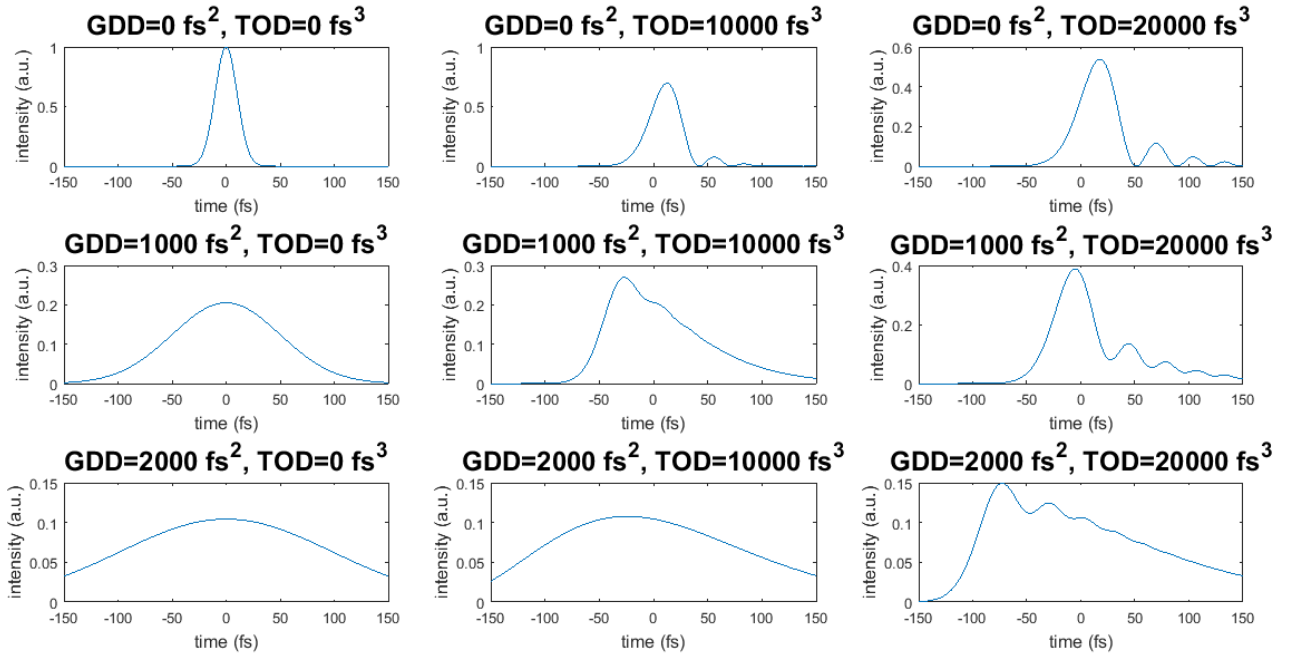 GDD=0 fs², TOD=0 fs³
GDD=0 fs², TOD=10000 fs³
GDD=0 fs², TOD=20000 fs³
intensity (a.u.)
1
0.5
0
-150 -100 -50 0 50 100 150
time (fs)
intensity (a.u.)
1
0.5
0
-150 -100 -50 0 50 100 150
time (fs)
intensity (a.u.)
0.6
0.4
0.2
0
-150 -100 -50 0 50 100 150
time (fs)
GDD=1000 fs², TOD=0 fs³
GDD=1000 fs², TOD=10000 fs³
GDD=1000 fs², TOD=20000 fs³
intensity (a.u.)
0.3
0.2
0.1
0
-150 -100 -50 0 50 100 150
time (fs)
intensity (a.u.)
0.3
0.2
0.1
0
-150 -100 -50 0 50 100 150
time (fs)
intensity (a.u.)
0.4
0.2
0
-150 -100 -50 0 50 100 150
time (fs)
GDD=2000 fs², TOD=0 fs³
GDD=2000 fs², TOD=10000 fs³
GDD=2000 fs², TOD=20000 fs³
intensity (a.u.)
0.15
0.1
0.05
0
-150 -100 -50 0 50 100 150
time (fs)
intensity (a.u.)
0.15
0.1
0.05
0
-150 -100 -50 0 50 100 150
time (fs)
intensity (a.u.)
0.15
0.1
0.05
0
-150 -100 -50 0 50 100 150
time (fs)